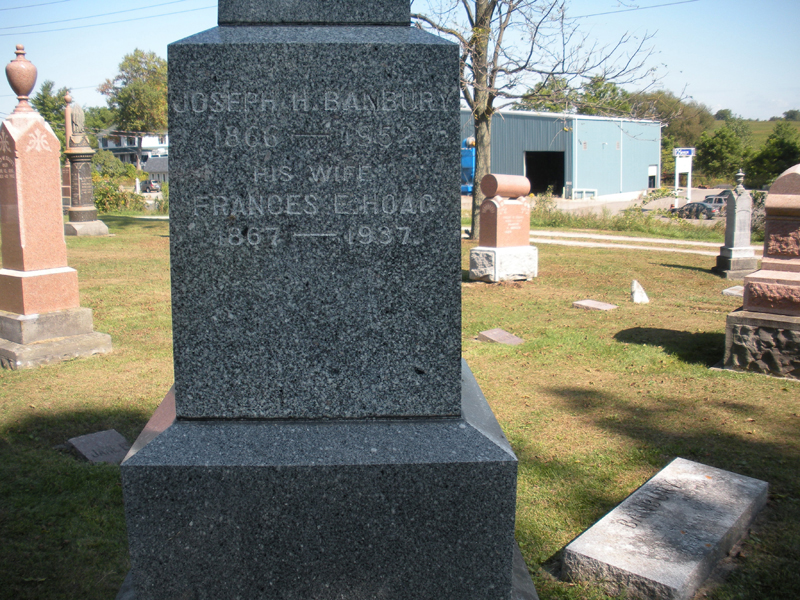 JOSEPH H. BANBURY
1866 — 1952
HIS WIFE
FRANCES E. HOAG
1867 — 1937